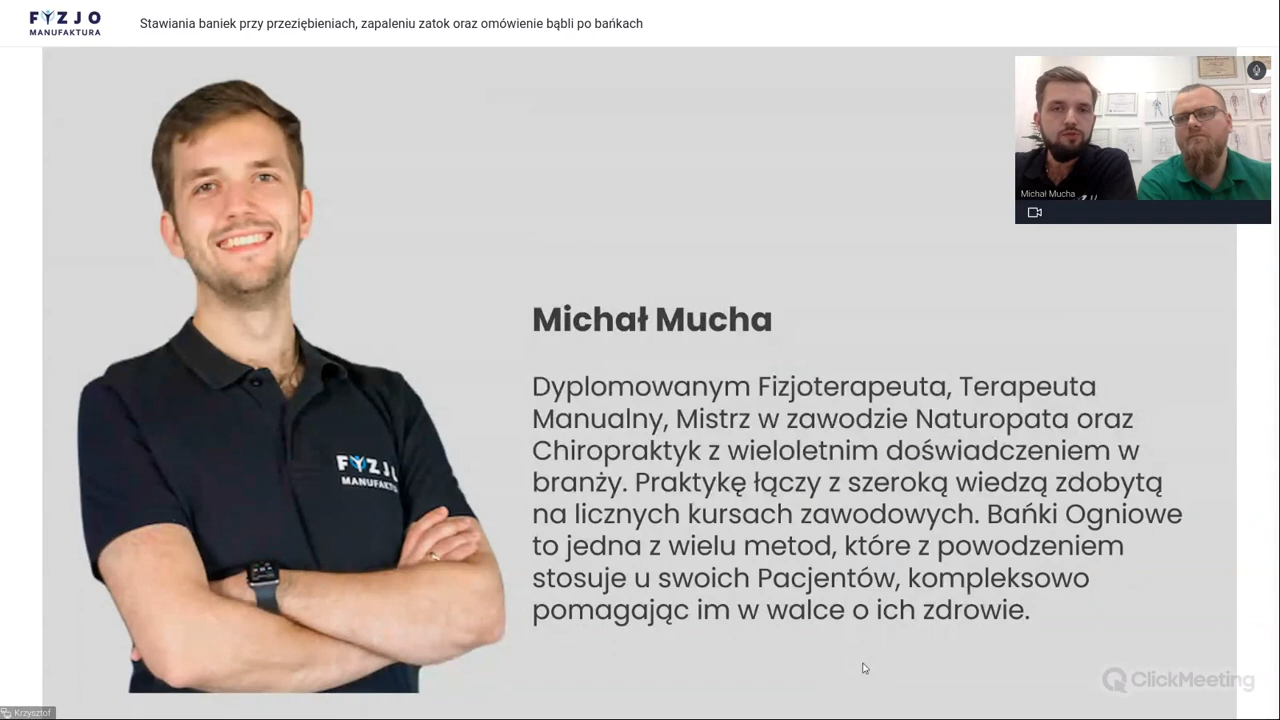 FYZJO
MANUFAKTURA
Stawiania baniek przy przeziębieniach, zapaleniu zatok oraz omówienie bąbli po bańkach
Michał Mucha
Michał Mucha
Dyplomowanym Fizjoterapeuta, Terapeuta
Manualny, Mistrz w zawodzie Naturopata oraz
Chiropraktyk z wieloletnim doświadczeniem w
branży. Praktykę łączy z szeroką wiedzą zdobytą
na licznych kursach zawodowych. Bańki Ogniowe
to jedna z wielu metod, które z powodzeniem
stosuje u swoich Pacjentów, kompleksowo
pomagając im w walce o ich zdrowie.
FYZJ
MANUFAKT
ClickMeeting
Krzysztof